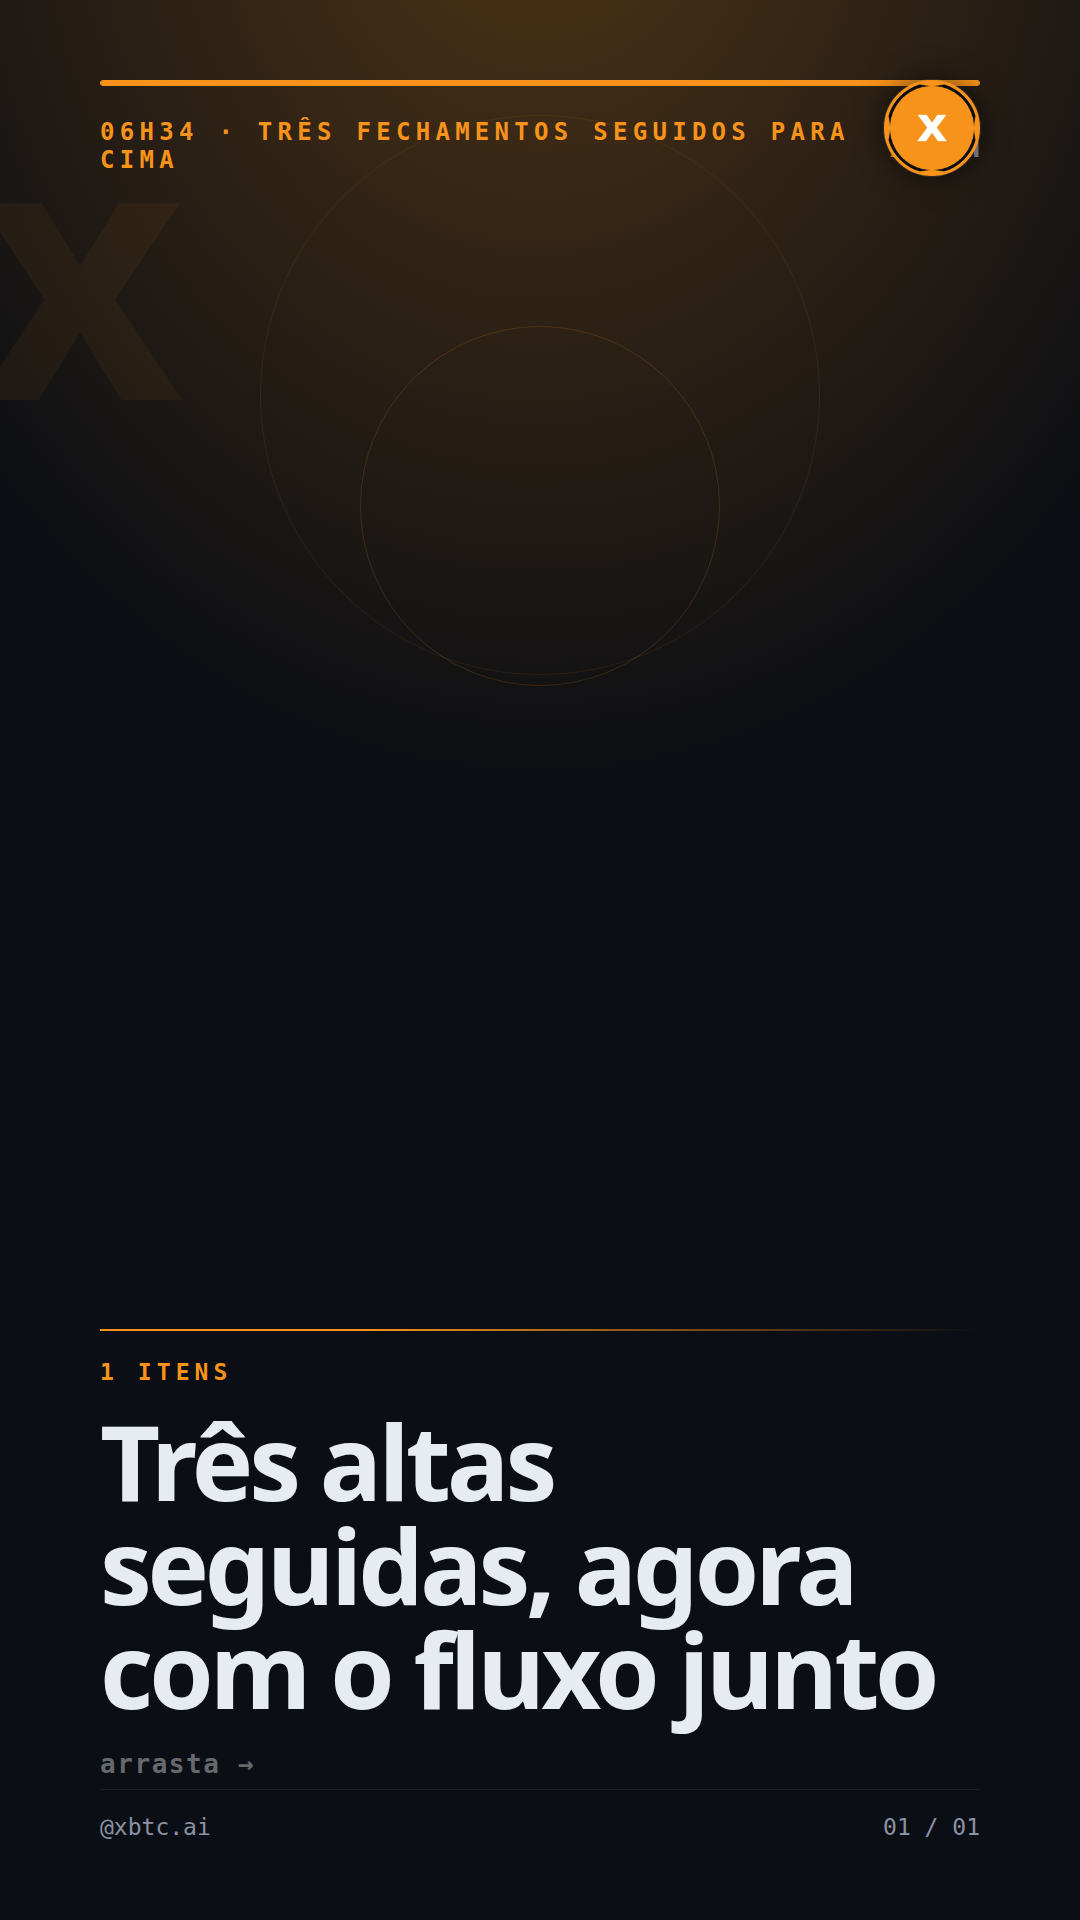 06H34 · TRÊS FECHAMENTOS SEGUIDOS PARA
CIMA
x
x
1 ITENS
Três altas
seguidas, agora
com o fluxo junto
arrasta →
@xbtc.ai
01 / 01